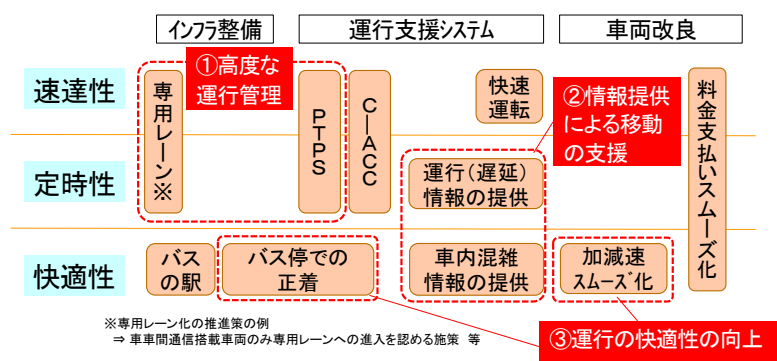 インフラ整備
運行支援システム
車両改良
①高度な
運行管理
速達性
専用レーン※
PTPS
C-ACC
快速
運転
②情報提供
による移動
の支援
料金支払いスムーズ化
定時性
運行(遅延)
情報の提供
快適性
バス
の駅
バス停での
正着
車内混雑
情報の提供
加減速
スムーズ化
※専用レーン化の推進策の例
⇒ 車車間通信搭載車両のみ専用レーンへの進入を認める施策 等
③運行の快適性の向上